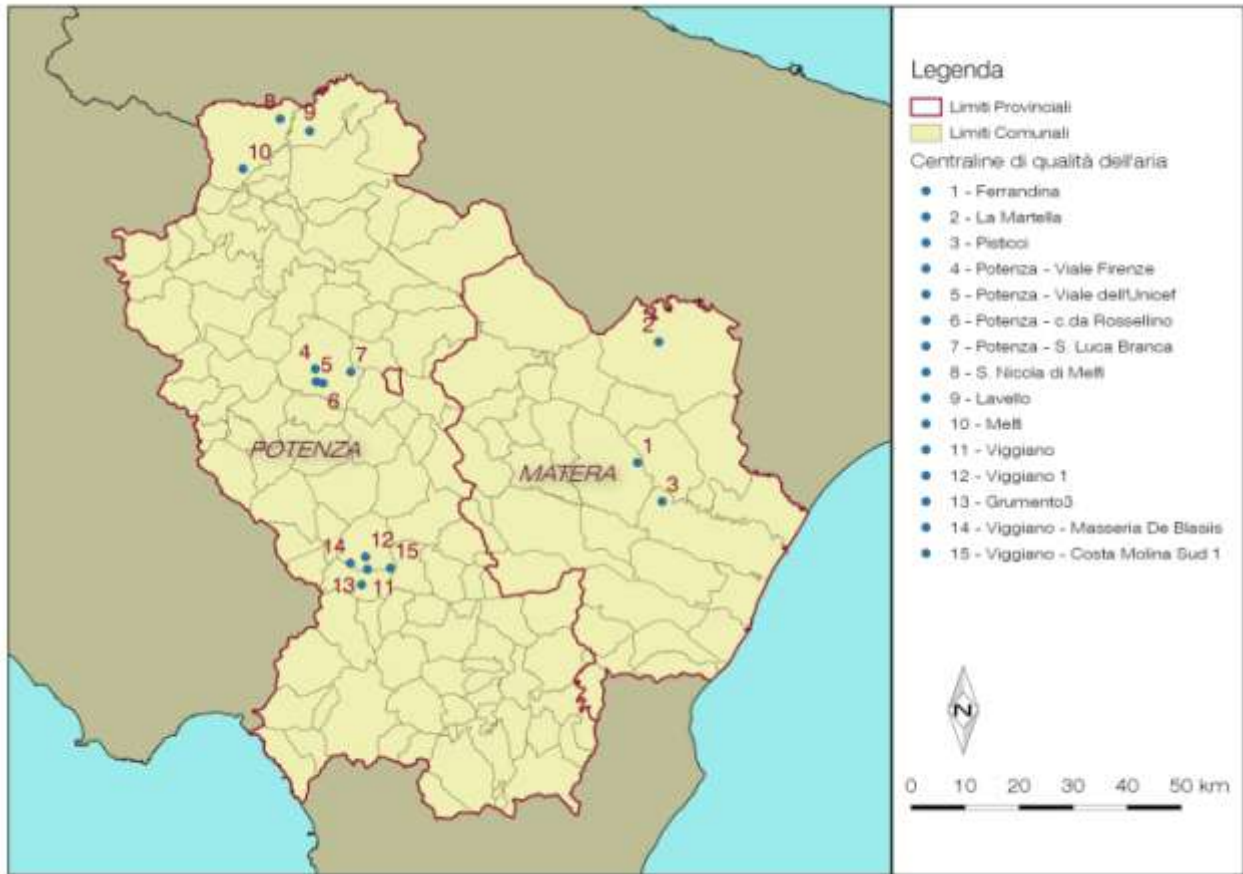 8
9
10
2
4
5
7
6
POTENZA
1
MATERA
3
14
12
15
13
11
Legenda
Limiti Provinciali
Limiti Comunali
Centraline di qualità dell'aria
1 - Ferrandina
2 - La Martella
3 - Pisticci
4 - Potenza - Viale Firenze
5 - Potenza - Viale dell'Unicef
6 - Potenza - c.da Rossellino
7 - Potenza - S. Luca Branca
8 - S. Nicola di Melfi
9 - Lavello
10 - Melfi
11 - Viggiano
12 - Viggiano 1
13 - Grumento3
14 - Viggiano - Masseria De Blasiis
15 - Viggiano - Costa Molina Sud 1
N
0 10 20 30 40 50 km